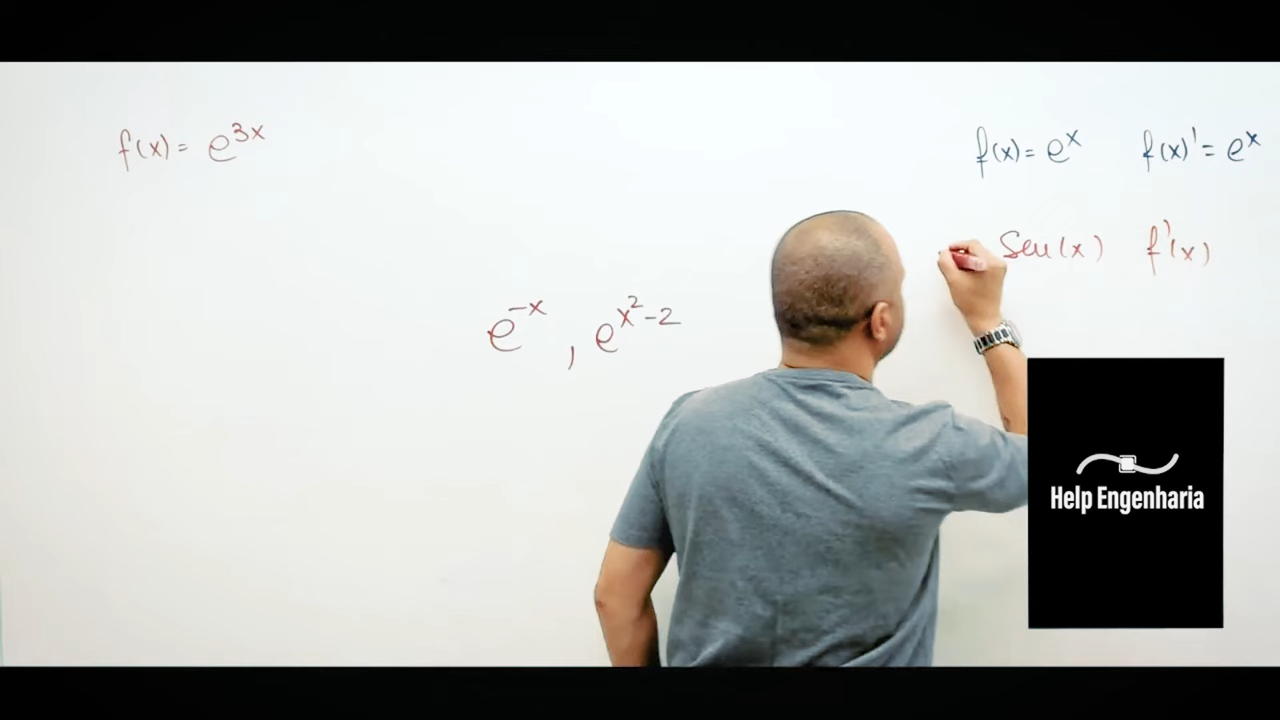 f(x) = e^{3x}
f(x) = e^x f(x)' = e^x
Sen(x) f'(x)
e^{-x} , e^{x^2-2}
Help Engenharia